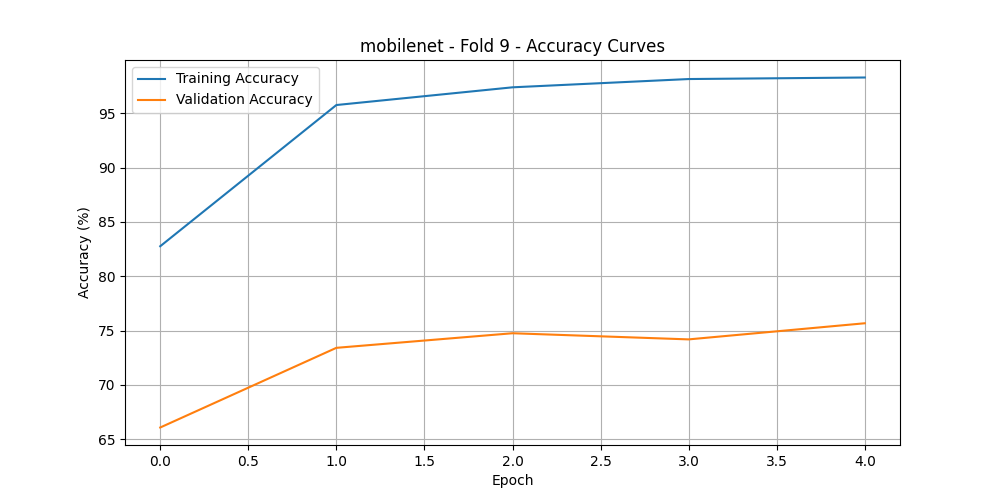 mobilenet - Fold 9 - Accuracy Curves
Training Accuracy
Validation Accuracy
Accuracy (%)
95
90
85
80
75
70
65
0.0 0.5 1.0 1.5 2.0 2.5 3.0 3.5 4.0
Epoch